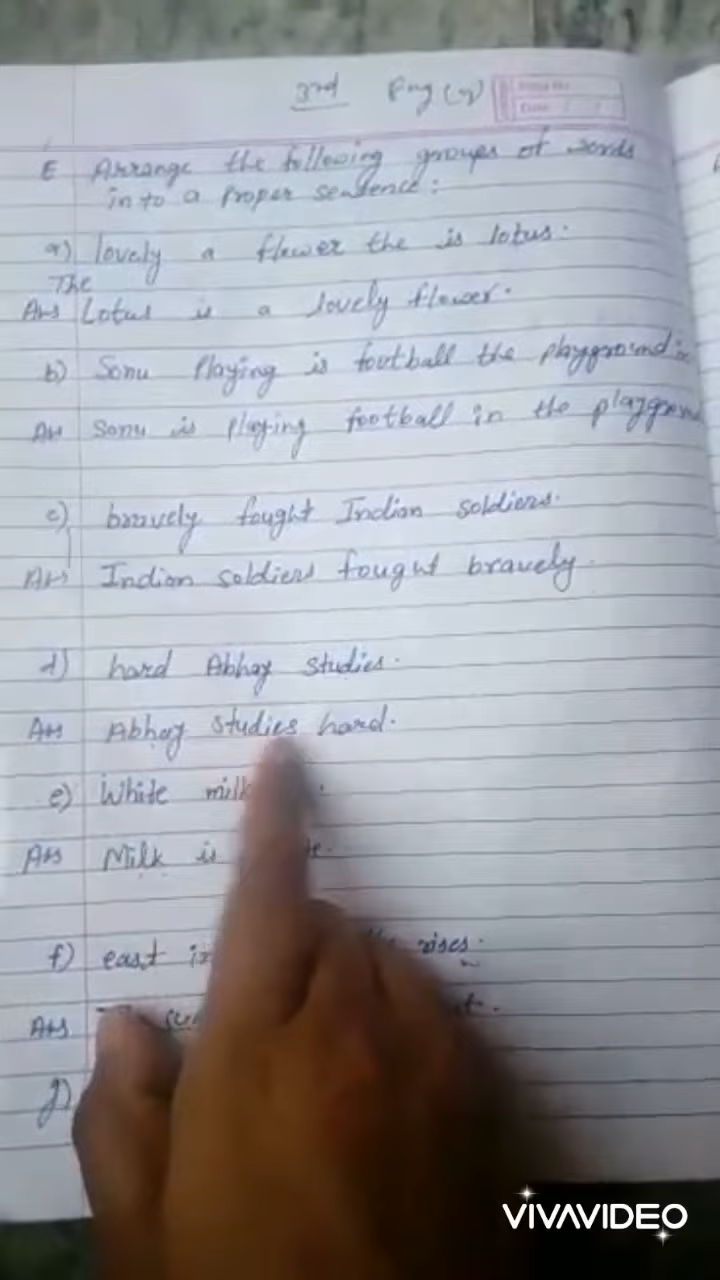 3rd Eng
E Arrange the following groups of words
in to a proper sentence:
a) lovely a flower the is lotus.
The
Ans Lotus is a lovely flower.
b) Sonu Playing is football the playground in
Ans Sonu is playing football in the playgroun
c) bravely fought Indian soldiers.
Ans Indian soldiers fought bravely.
d) hard Abhay studies.
Ans Abhay studies hard.
e) White milk
Ans Milk is
f) east rises.
Ans
g)
VIVAVIDEO